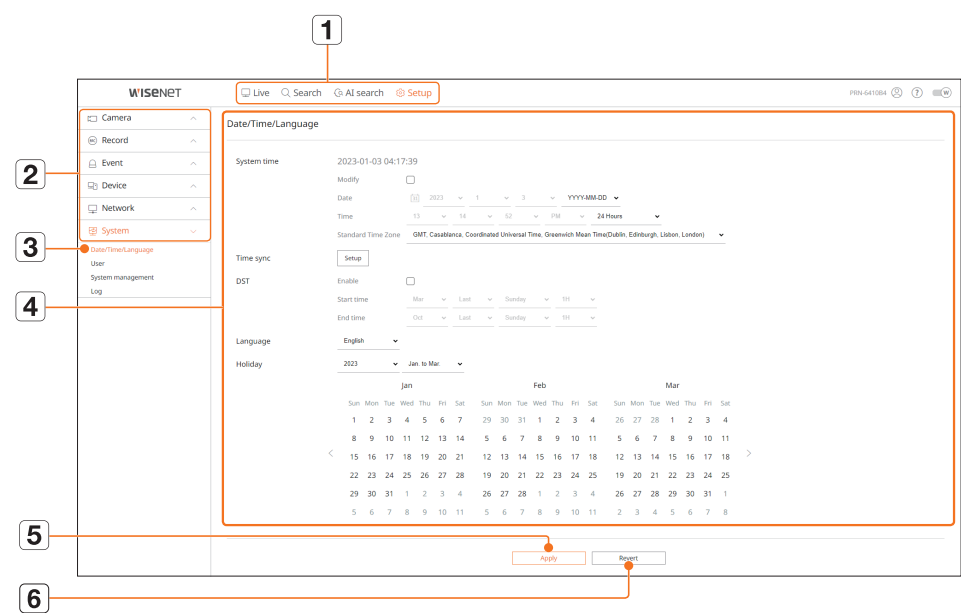 1
WISENET Live Search AI search Setup PRN-6410B4 ? W
Camera
Date/Time/Language
REC Record
System time 2023-01-03 04:17:39
2
Event
Modify
Device
Date 31 2023 1 3 YYYY-MM-DD
Network
Time 13 14 52 PM 24 Hours
System
Standard Time Zone GMT, Casablanca, Coordinated Universal Time, Greenwich Mean Time(Dublin, Edinburgh, Lisbon, London)
3
Date/Time/Language
Time sync Setup
User
System management
DST Enable
Log
4
Start time Mar Last Sunday 1H
End time Oct Last Sunday 1H
Language English
Holiday 2023 Jan. to Mar.
Jan Feb Mar
Sun Mon Tue Wed Thu Fri Sat Sun Mon Tue Wed Thu Fri Sat Sun Mon Tue Wed Thu Fri Sat
1 2 3 4 5 6 7 29 30 31 1 2 3 4 26 27 28 1 2 3 4
8 9 10 11 12 13 14 5 6 7 8 9 10 11 5 6 7 8 9 10 11
< 15 16 17 18 19 20 21 12 13 14 15 16 17 18 12 13 14 15 16 17 18 >
22 23 24 25 26 27 28 19 20 21 22 23 24 25 19 20 21 22 23 24 25
29 30 31 1 2 3 4 26 27 28 1 2 3 4 26 27 28 29 30 31 1
5 6 7 8 9 10 11 5 6 7 8 9 10 11 2 3 4 5 6 7 8
5
Apply Revert
6